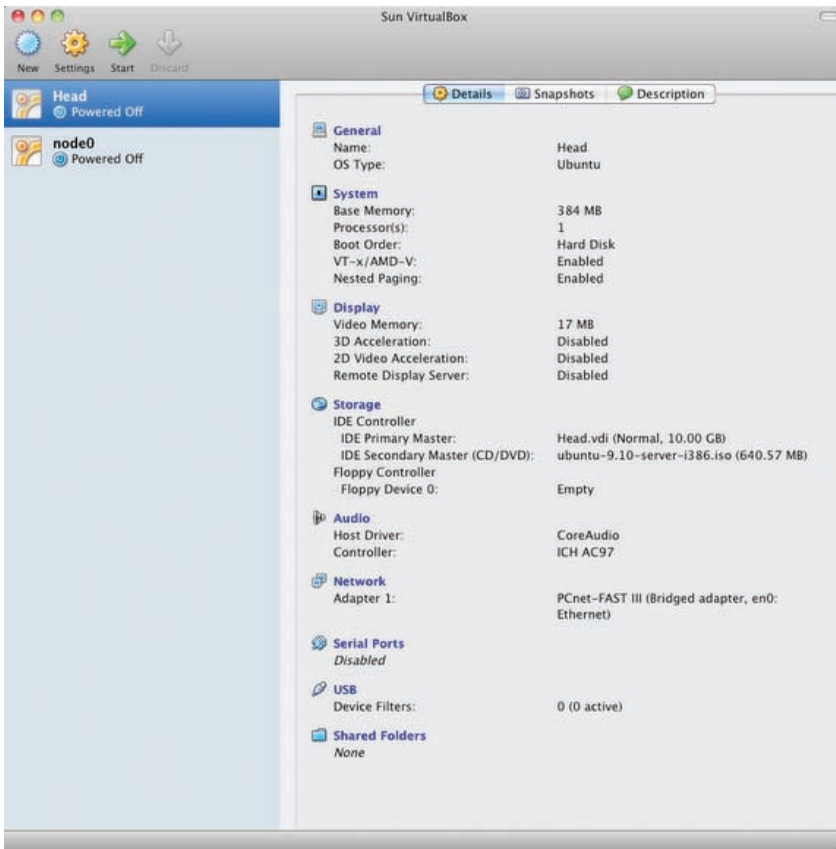 Sun VirtualBox
New Settings Start Discard
Head
Powered Off
node0
Powered Off
Details Snapshots Description
General
Name: Head
OS Type: Ubuntu
System
Base Memory: 384 MB
Processor(s): 1
Boot Order: Hard Disk
VT-x/AMD-V: Enabled
Nested Paging: Enabled
Display
Video Memory: 17 MB
3D Acceleration: Disabled
2D Video Acceleration: Disabled
Remote Display Server: Disabled
Storage
IDE Controller
IDE Primary Master: Head.vdi (Normal, 10.00 GB)
IDE Secondary Master (CD/DVD): ubuntu-9.10-server-i386.iso (640.57 MB)
Floppy Controller
Floppy Device 0: Empty
Audio
Host Driver: CoreAudio
Controller: ICH AC97
Network
Adapter 1: PCnet-FAST III (Bridged adapter, en0:
Ethernet)
Serial Ports
Disabled
USB
Device Filters: 0 (0 active)
Shared Folders
None